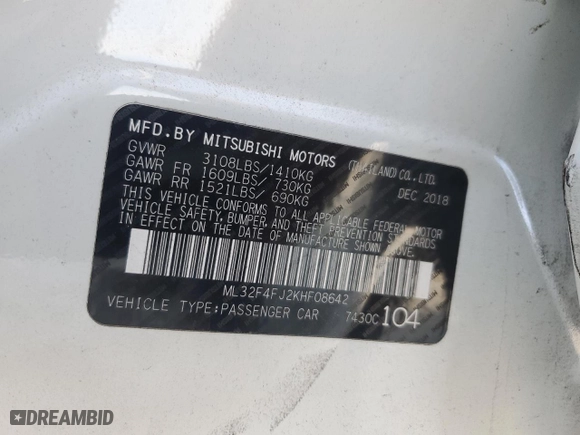 MFD.BY MITSUBISHI MOTORS (THAILAND) CO., LTD.
GVWR 3108LBS/1410KG DEC 2018
GAWR FR 1609LBS/ 730KG
GAWR RR 1521LBS/ 690KG
THIS VEHICLE CONFORMS TO ALL APPLICABLE FEDERAL MOTOR
VEHICLE SAFETY, BUMPER, AND THEFT PREVENTION STANDARDS
IN EFFECT ON THE DATE OF MANUFACTURE SHOWN ABOVE.
ML32F4FJ2KHF08642
VEHICLE TYPE:PASSENGER CAR 7430C 104
DREAMBID